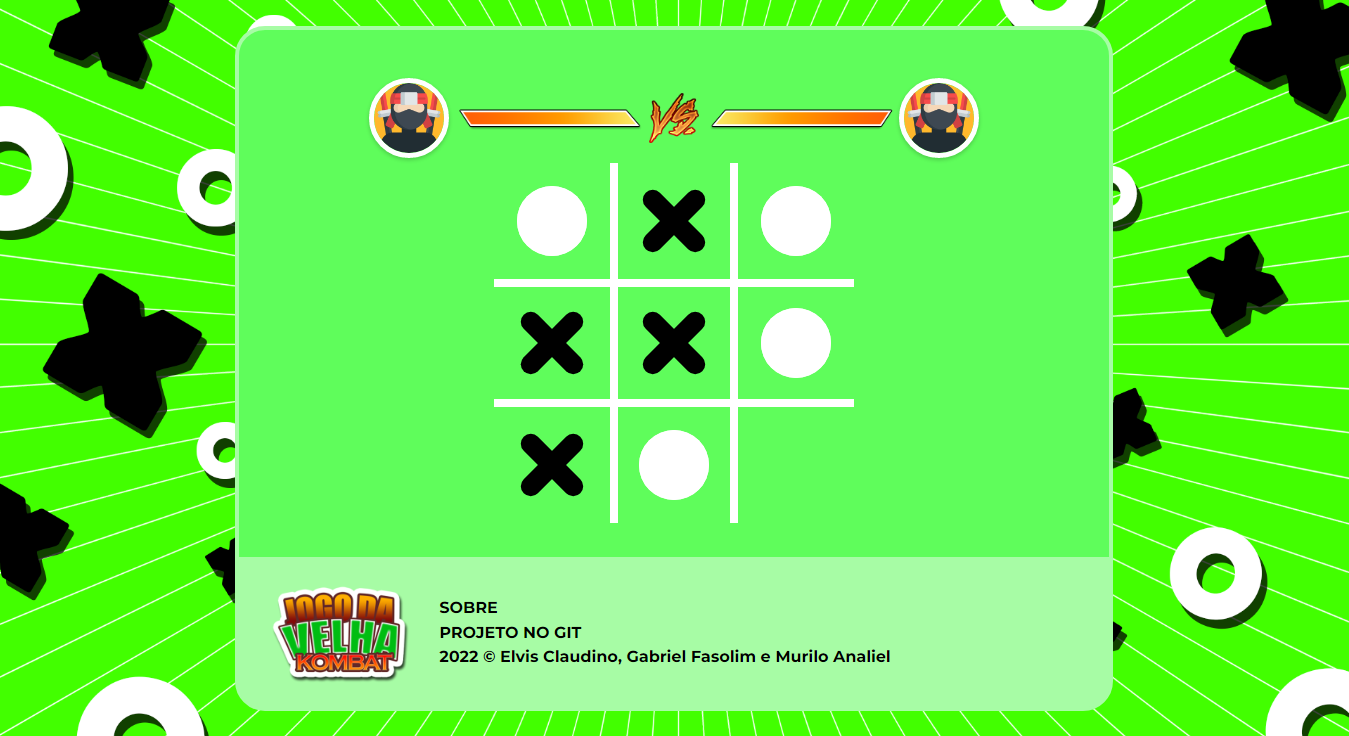 VS
JOGO DA
VELHA
KOMBAT
SOBRE
PROJETO NO GIT
2022 © Elvis Claudino, Gabriel Fasolim e Murilo Analiel